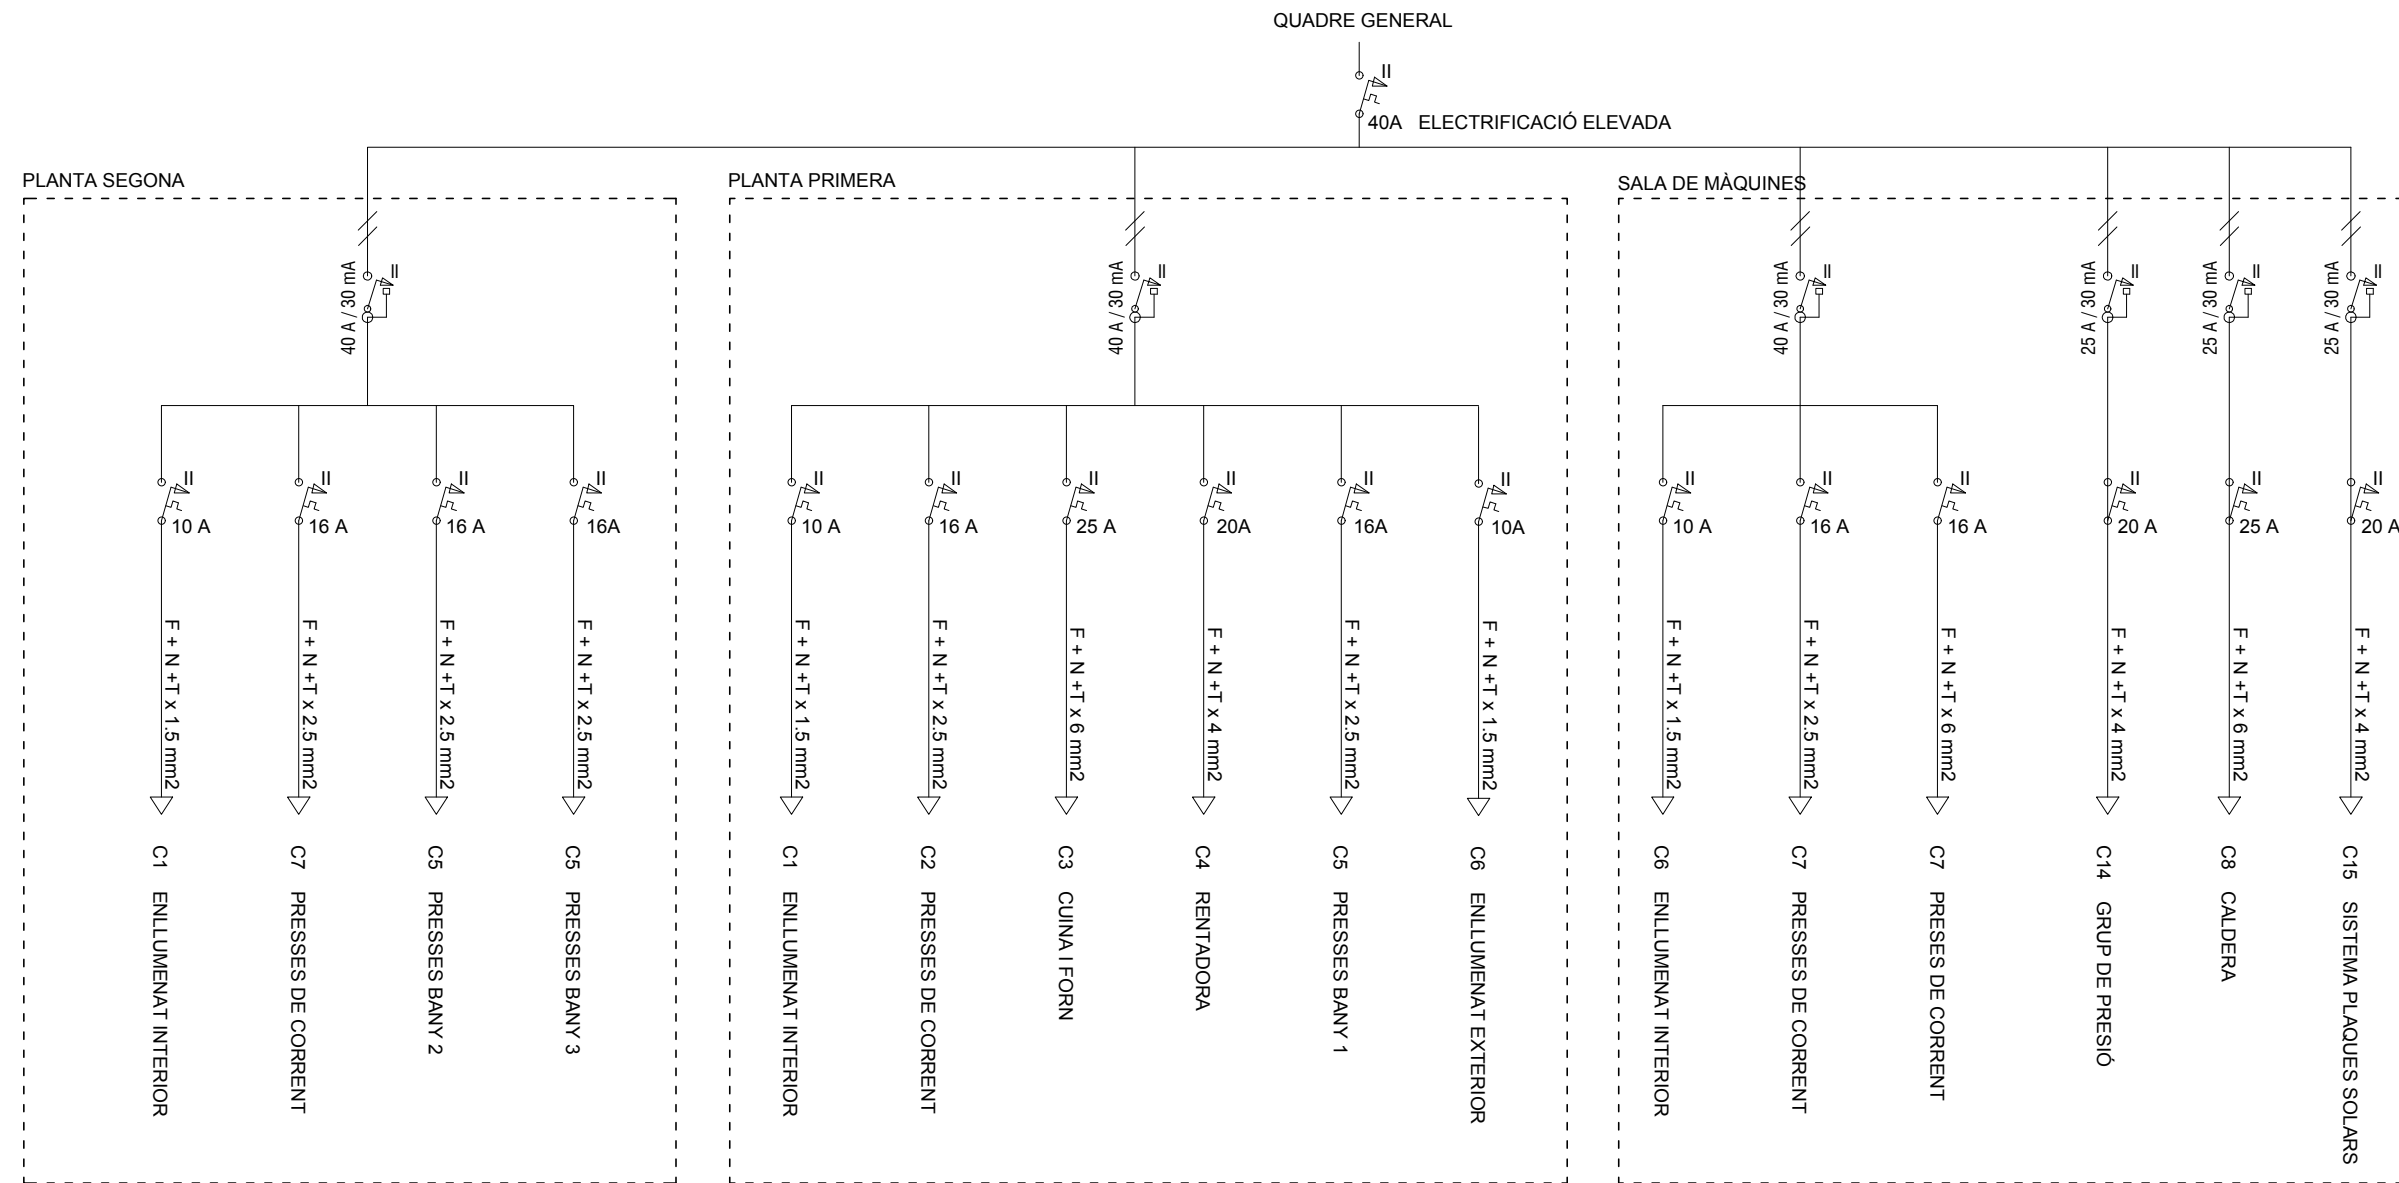 QUADRE GENERAL
II
40A ELECTRIFICACIÓ ELEVADA
PLANTA SEGONA
40 A / 30 mA
II
II
10 A
F + N +T x 1.5 mm2
C1 ENLLUMENAT INTERIOR
II
16 A
F + N +T x 2.5 mm2
C7 PRESSES DE CORRENT
II
16 A
F + N +T x 2.5 mm2
C5 PRESSES BANY 2
II
16A
F + N +T x 2.5 mm2
C5 PRESSES BANY 3
PLANTA PRIMERA
40 A / 30 mA
II
II
10 A
F + N +T x 1.5 mm2
C1 ENLLUMENAT INTERIOR
II
16 A
F + N +T x 2.5 mm2
C2 PRESSES DE CORRENT
II
25 A
F + N +T x 6 mm2
C3 CUINA I FORN
II
20A
F + N +T x 4 mm2
C4 RENTADORA
II
16A
F + N +T x 2.5 mm2
C5 PRESSES BANY 1
II
10A
F + N +T x 1.5 mm2
C6 ENLLUMENAT EXTERIOR
SALA DE MÀQUINES
40 A / 30 mA
II
II
10 A
F + N +T x 1.5 mm2
C6 ENLLUMENAT INTERIOR
II
16 A
F + N +T x 2.5 mm2
C7 PRESSES DE CORRENT
II
16 A
F + N +T x 6 mm2
C7 PRESES DE CORRENT
25 A / 30 mA
II
II
20 A
F + N +T x 4 mm2
C14 GRUP DE PRESIÓ
25 A / 30 mA
II
II
25 A
F + N +T x 6 mm2
C8 CALDERA
25 A / 30 mA
II
II
20 A
F + N +T x 4 mm2
C15 SISTEMA PLAQUES SOLARS